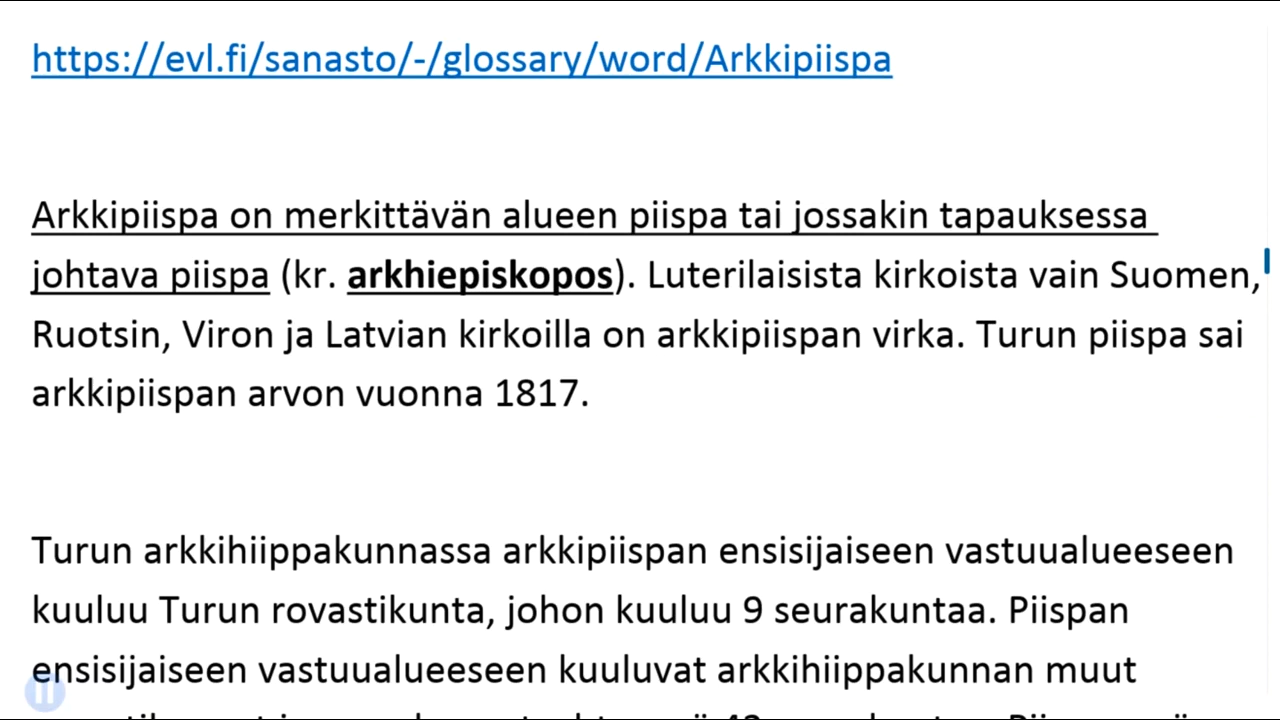 https://evl.fi/sanasto/-/glossary/word/Arkkipiispa
Arkkipiispa on merkittävän alueen piispa tai jossakin tapauksessa
johtava piispa (kr. arkhiepiskopos). Luterilaisista kirkoista vain Suomen,
Ruotsin, Viron ja Latvian kirkoilla on arkkipiispan virka. Turun piispa sai
arkkipiispan arvon vuonna 1817.
Turun arkkihiippakunnassa arkkipiispan ensisijaiseen vastuualueeseen
kuuluu Turun rovastikunta, johon kuuluu 9 seurakuntaa. Piispan
ensisijaiseen vastuualueeseen kuuluvat arkkihiippakunnan muut